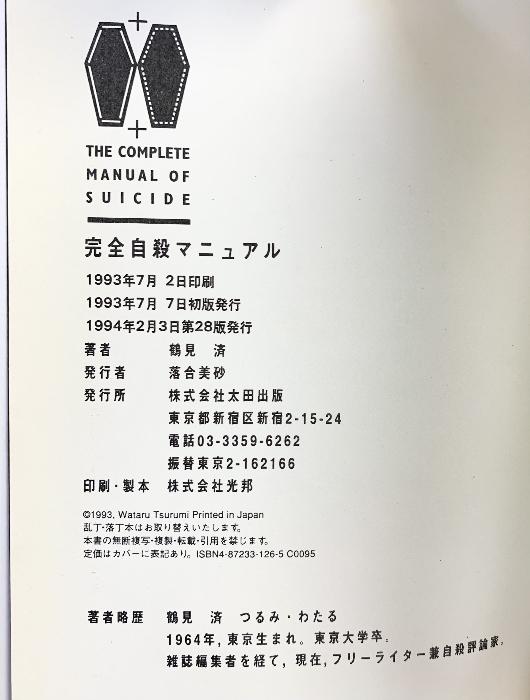 THE COMPLETE
MANUAL OF
SUICIDE
完全自殺マニュアル
1993年7月 2日印刷
1993年7月 7日初版発行
1994年2月3日第28版発行
著者 鶴見 済
発行者 落合美砂
発行所 株式会社太田出版
東京都新宿区新宿2-15-24
電話03-3359-6262
振替東京2-162166
印刷・製本 株式会社光邦
©1993, Wataru Tsurumi Printed in Japan
乱丁・落丁本はお取り替えいたします。
本書の無断複写・複製・転載・引用を禁じます。
定価はカバーに表記あり。ISBN4-87233-126-5 C0095
著者略歴 鶴見 済 つるみ・わたる
1964年,東京生まれ。東京大学卒。
雑誌編集者を経て,現在,フリーライター兼自殺評論家。